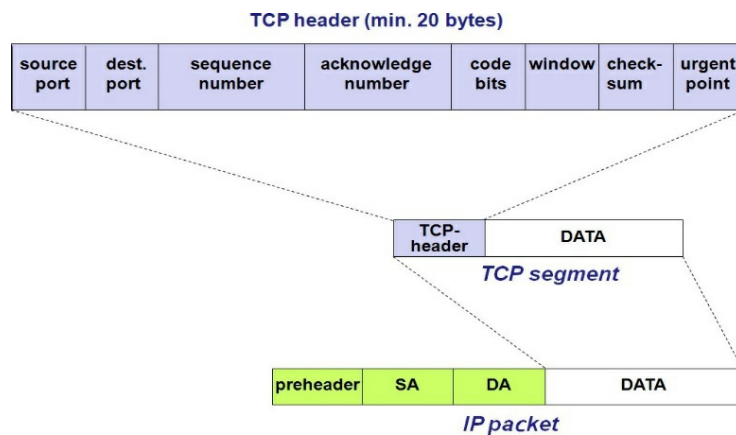 TCP header (min. 20 bytes)
source port
dest. port
sequence number
acknowledge number
code bits
window
check-sum
urgent point
TCP-header
DATA
TCP segment
preheader
SA
DA
DATA
IP packet